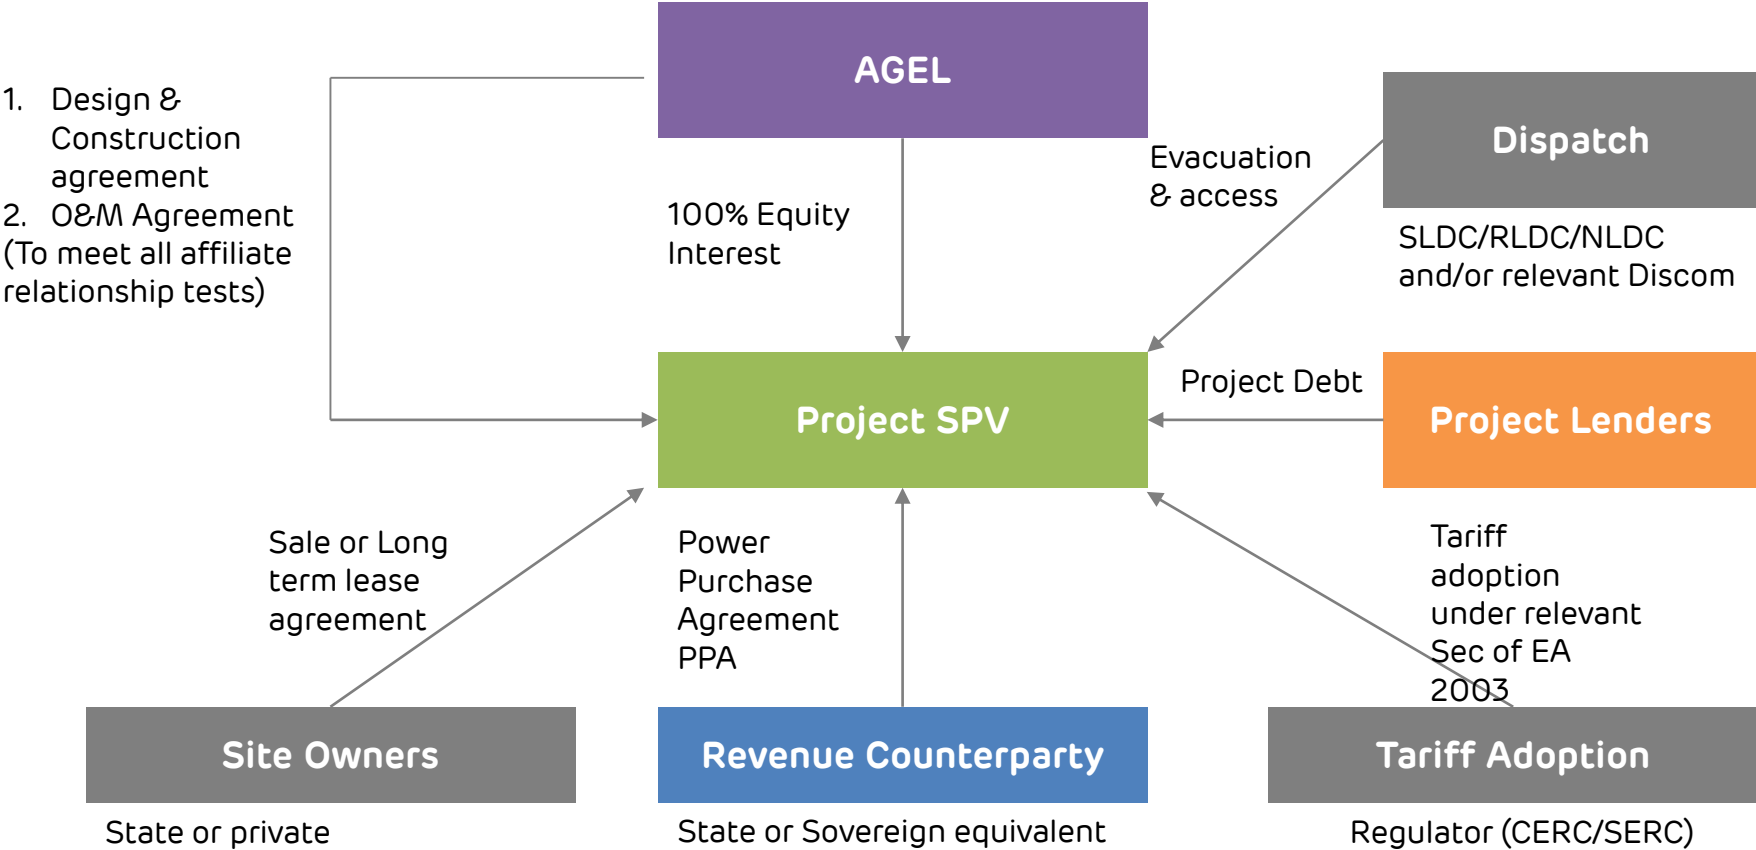 AGEL
1. Design &
Construction
agreement
2. O&M Agreement
(To meet all affiliate
relationship tests)
100% Equity
Interest
Evacuation
& access
Dispatch
SLDC/RLDC/NLDC
and/or relevant Discom
Project SPV
Project Debt
Project Lenders
Sale or Long
term lease
agreement
Power
Purchase
Agreement
PPA
Tariff
adoption
under relevant
Sec of EA
2003
Site Owners
State or private
Revenue Counterparty
State or Sovereign equivalent
Tariff Adoption
Regulator (CERC/SERC)